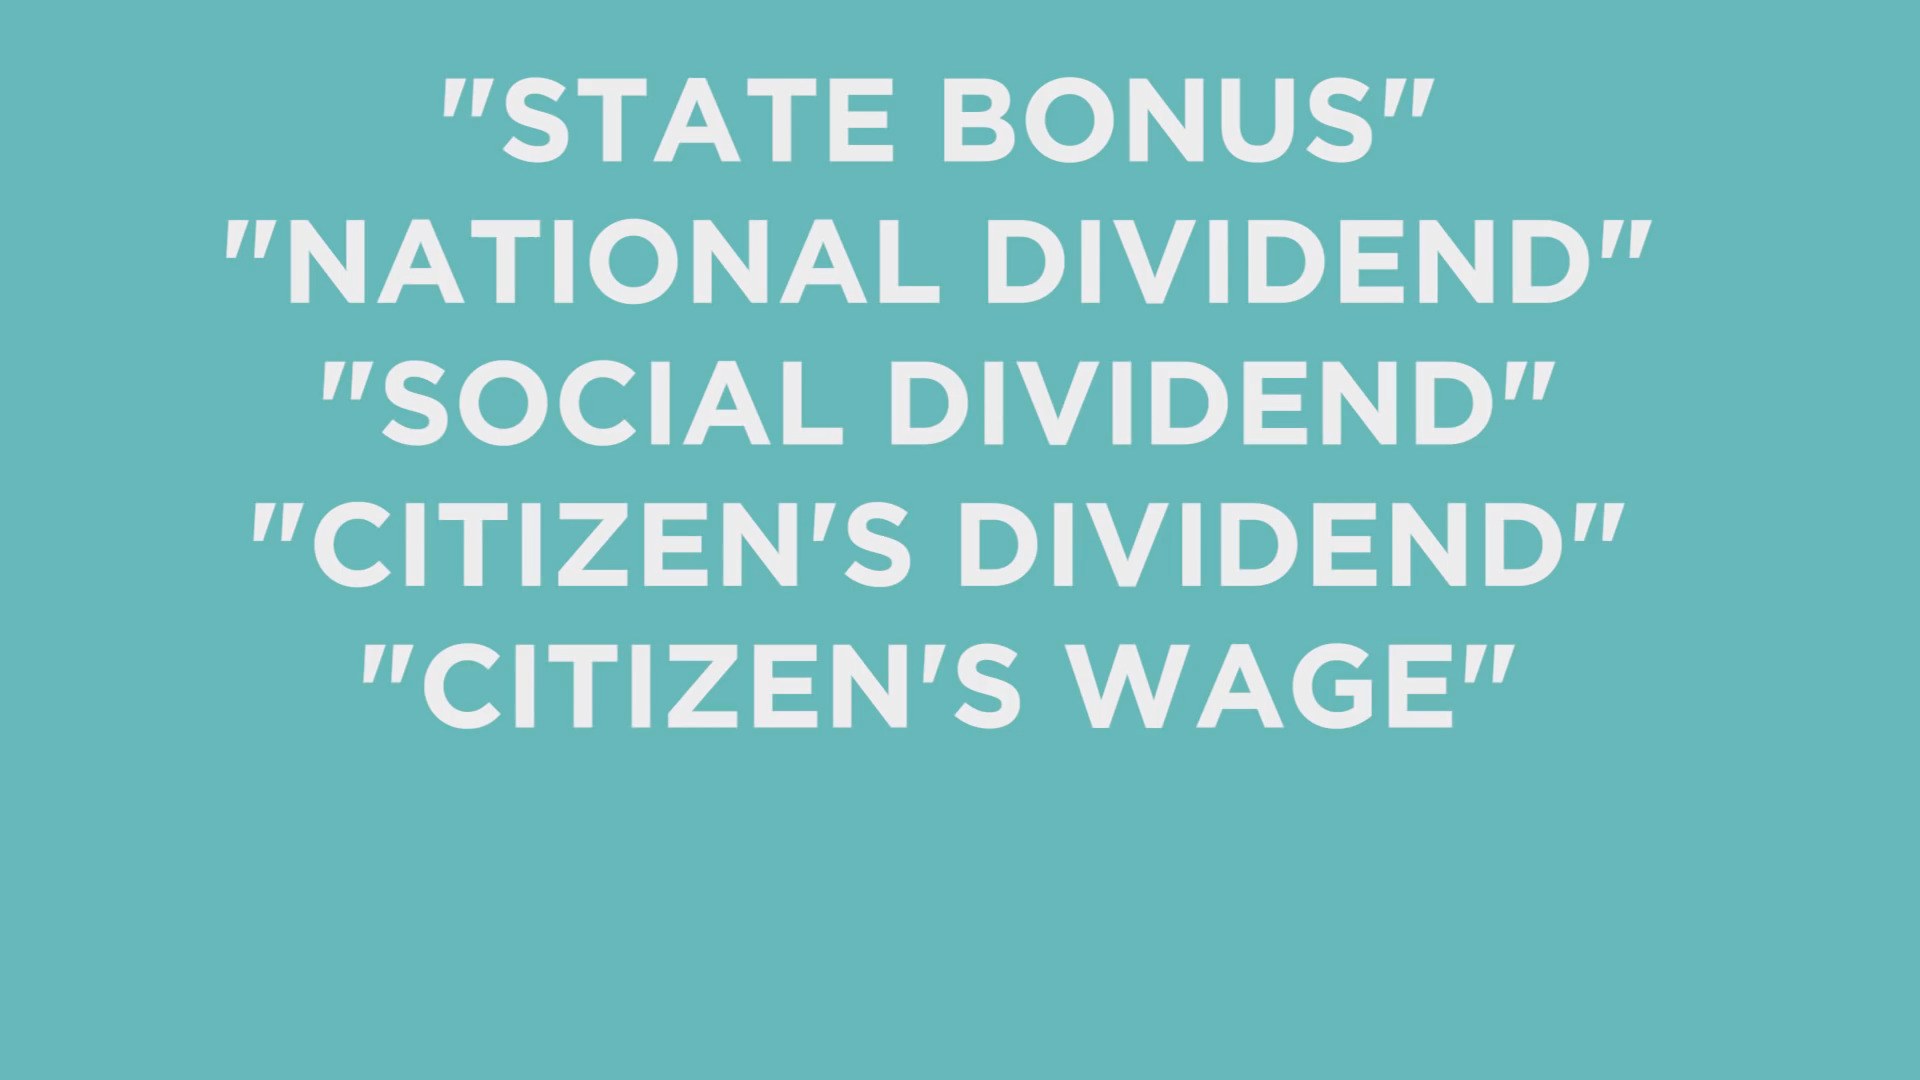 "STATE BONUS"
"NATIONAL DIVIDEND"
"SOCIAL DIVIDEND"
"CITIZEN'S DIVIDEND"
"CITIZEN'S WAGE"